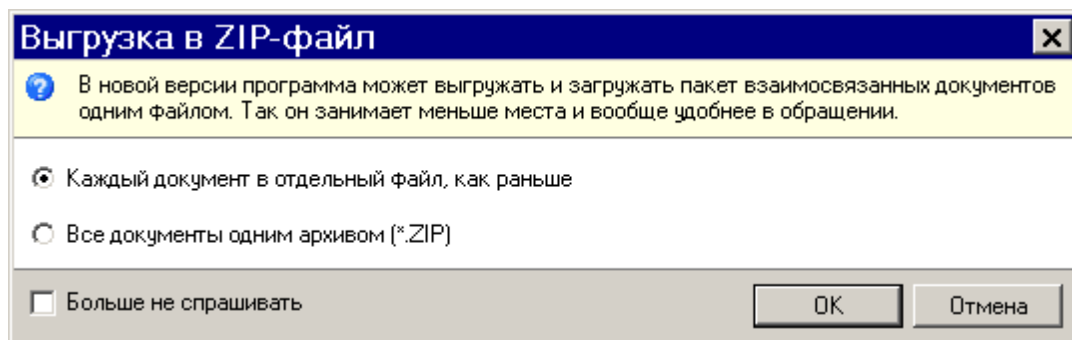 Выгрузка в ZIP-файл
В новой версии программа может выгружать и загружать пакет взаимосвязанных документов
одним файлом. Так он занимает меньше места и вообще удобнее в обращении.
Каждый документ в отдельный файл, как раньше
Все документы одним архивом (*.ZIP)
Больше не спрашивать
OK
Отмена